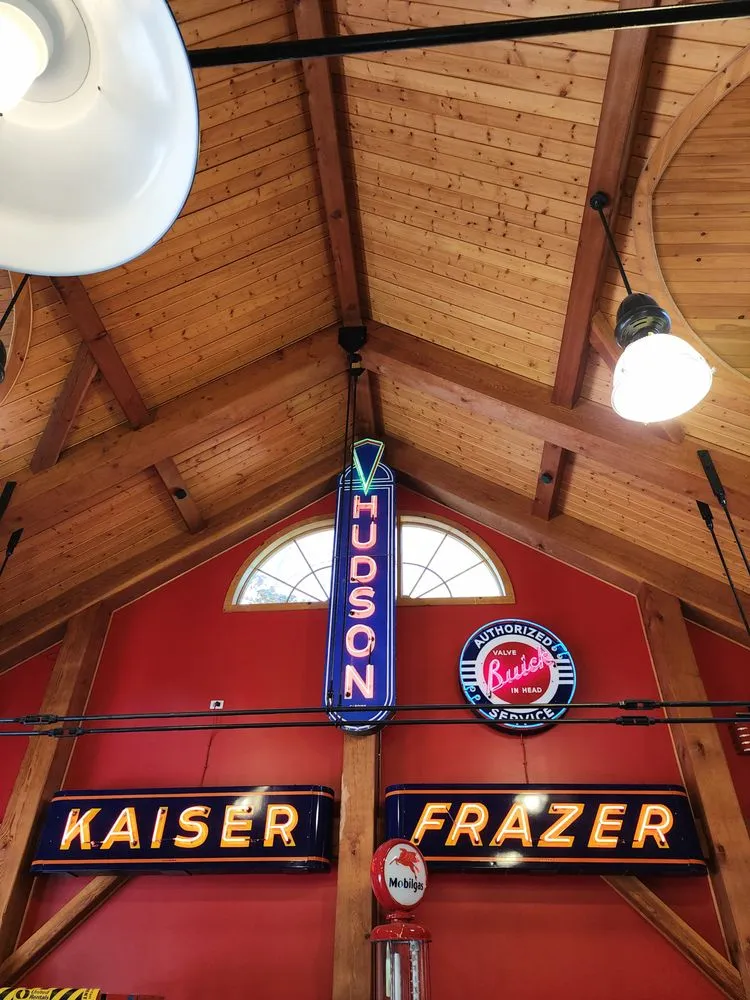 HUDSON
AUTHORIZED
VALVE
Buick
IN HEAD
SERVICE
KAISER
FRAZER
Mobilgas